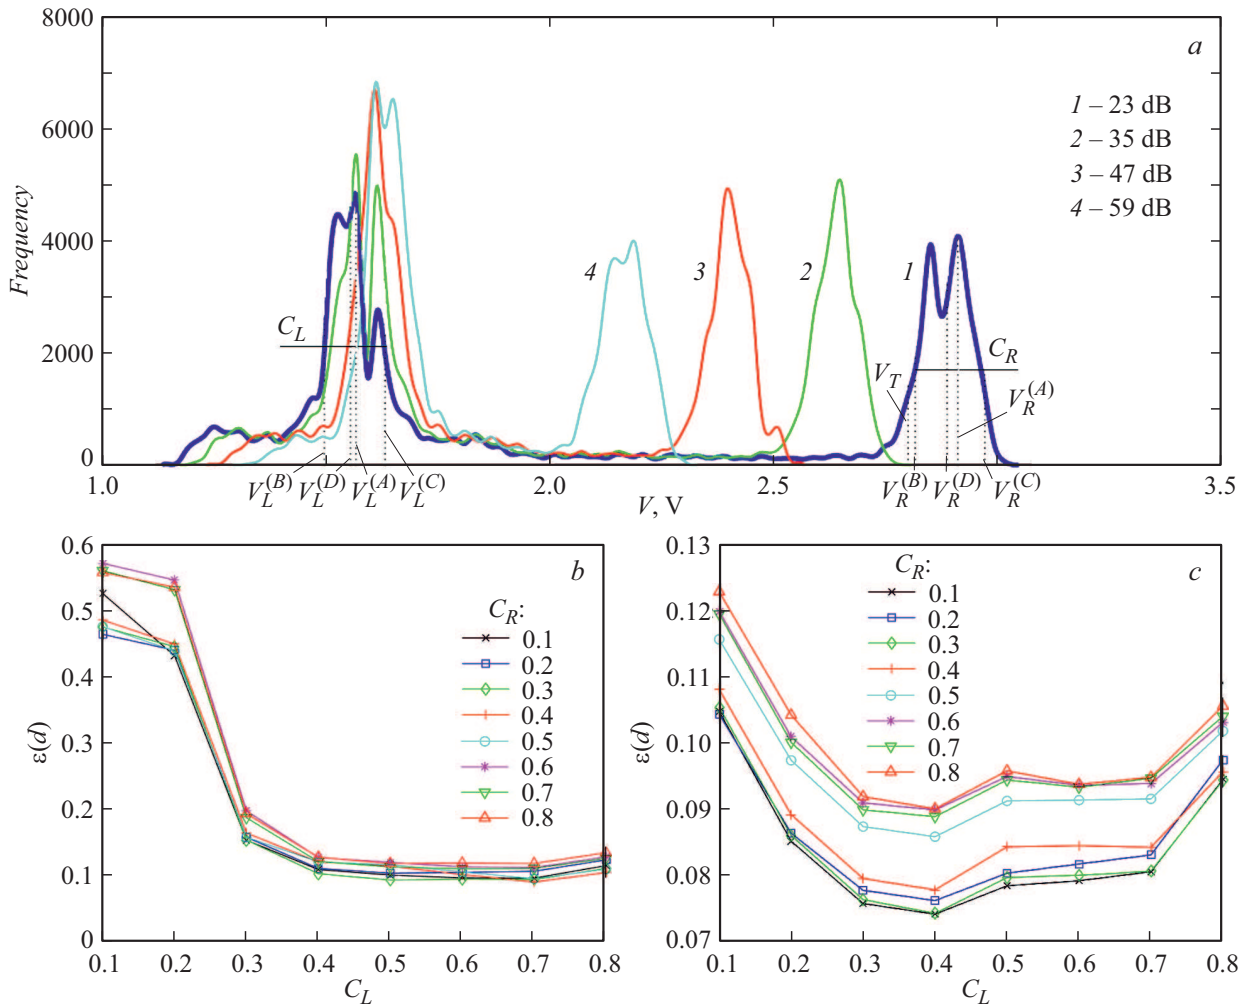 a
8000
6000
4000
2000
0
Frequency
1 – 23 dB
2 – 35 dB
3 – 47 dB
4 – 59 dB
4
3
2
1
C_L
C_R
V_T
V_R^(A)
1.0
2.0
2.5
3.5
V_L^(B) V_L^(D) V_L^(A) V_L^(C)
V_R^(B) V_R^(D) V_R^(C)
V, V
b
0.6
0.5
0.4
0.3
0.2
0.1
0
ε(d)
C_R:
0.1
0.2
0.3
0.4
0.5
0.6
0.7
0.8
0.1 0.2 0.3 0.4 0.5 0.6 0.7 0.8
C_L
c
0.13
0.12
0.11
0.10
0.09
0.08
0.07
ε(d)
C_R:
0.1
0.2
0.3
0.4
0.5
0.6
0.7
0.8
0.1 0.2 0.3 0.4 0.5 0.6 0.7 0.8
C_L